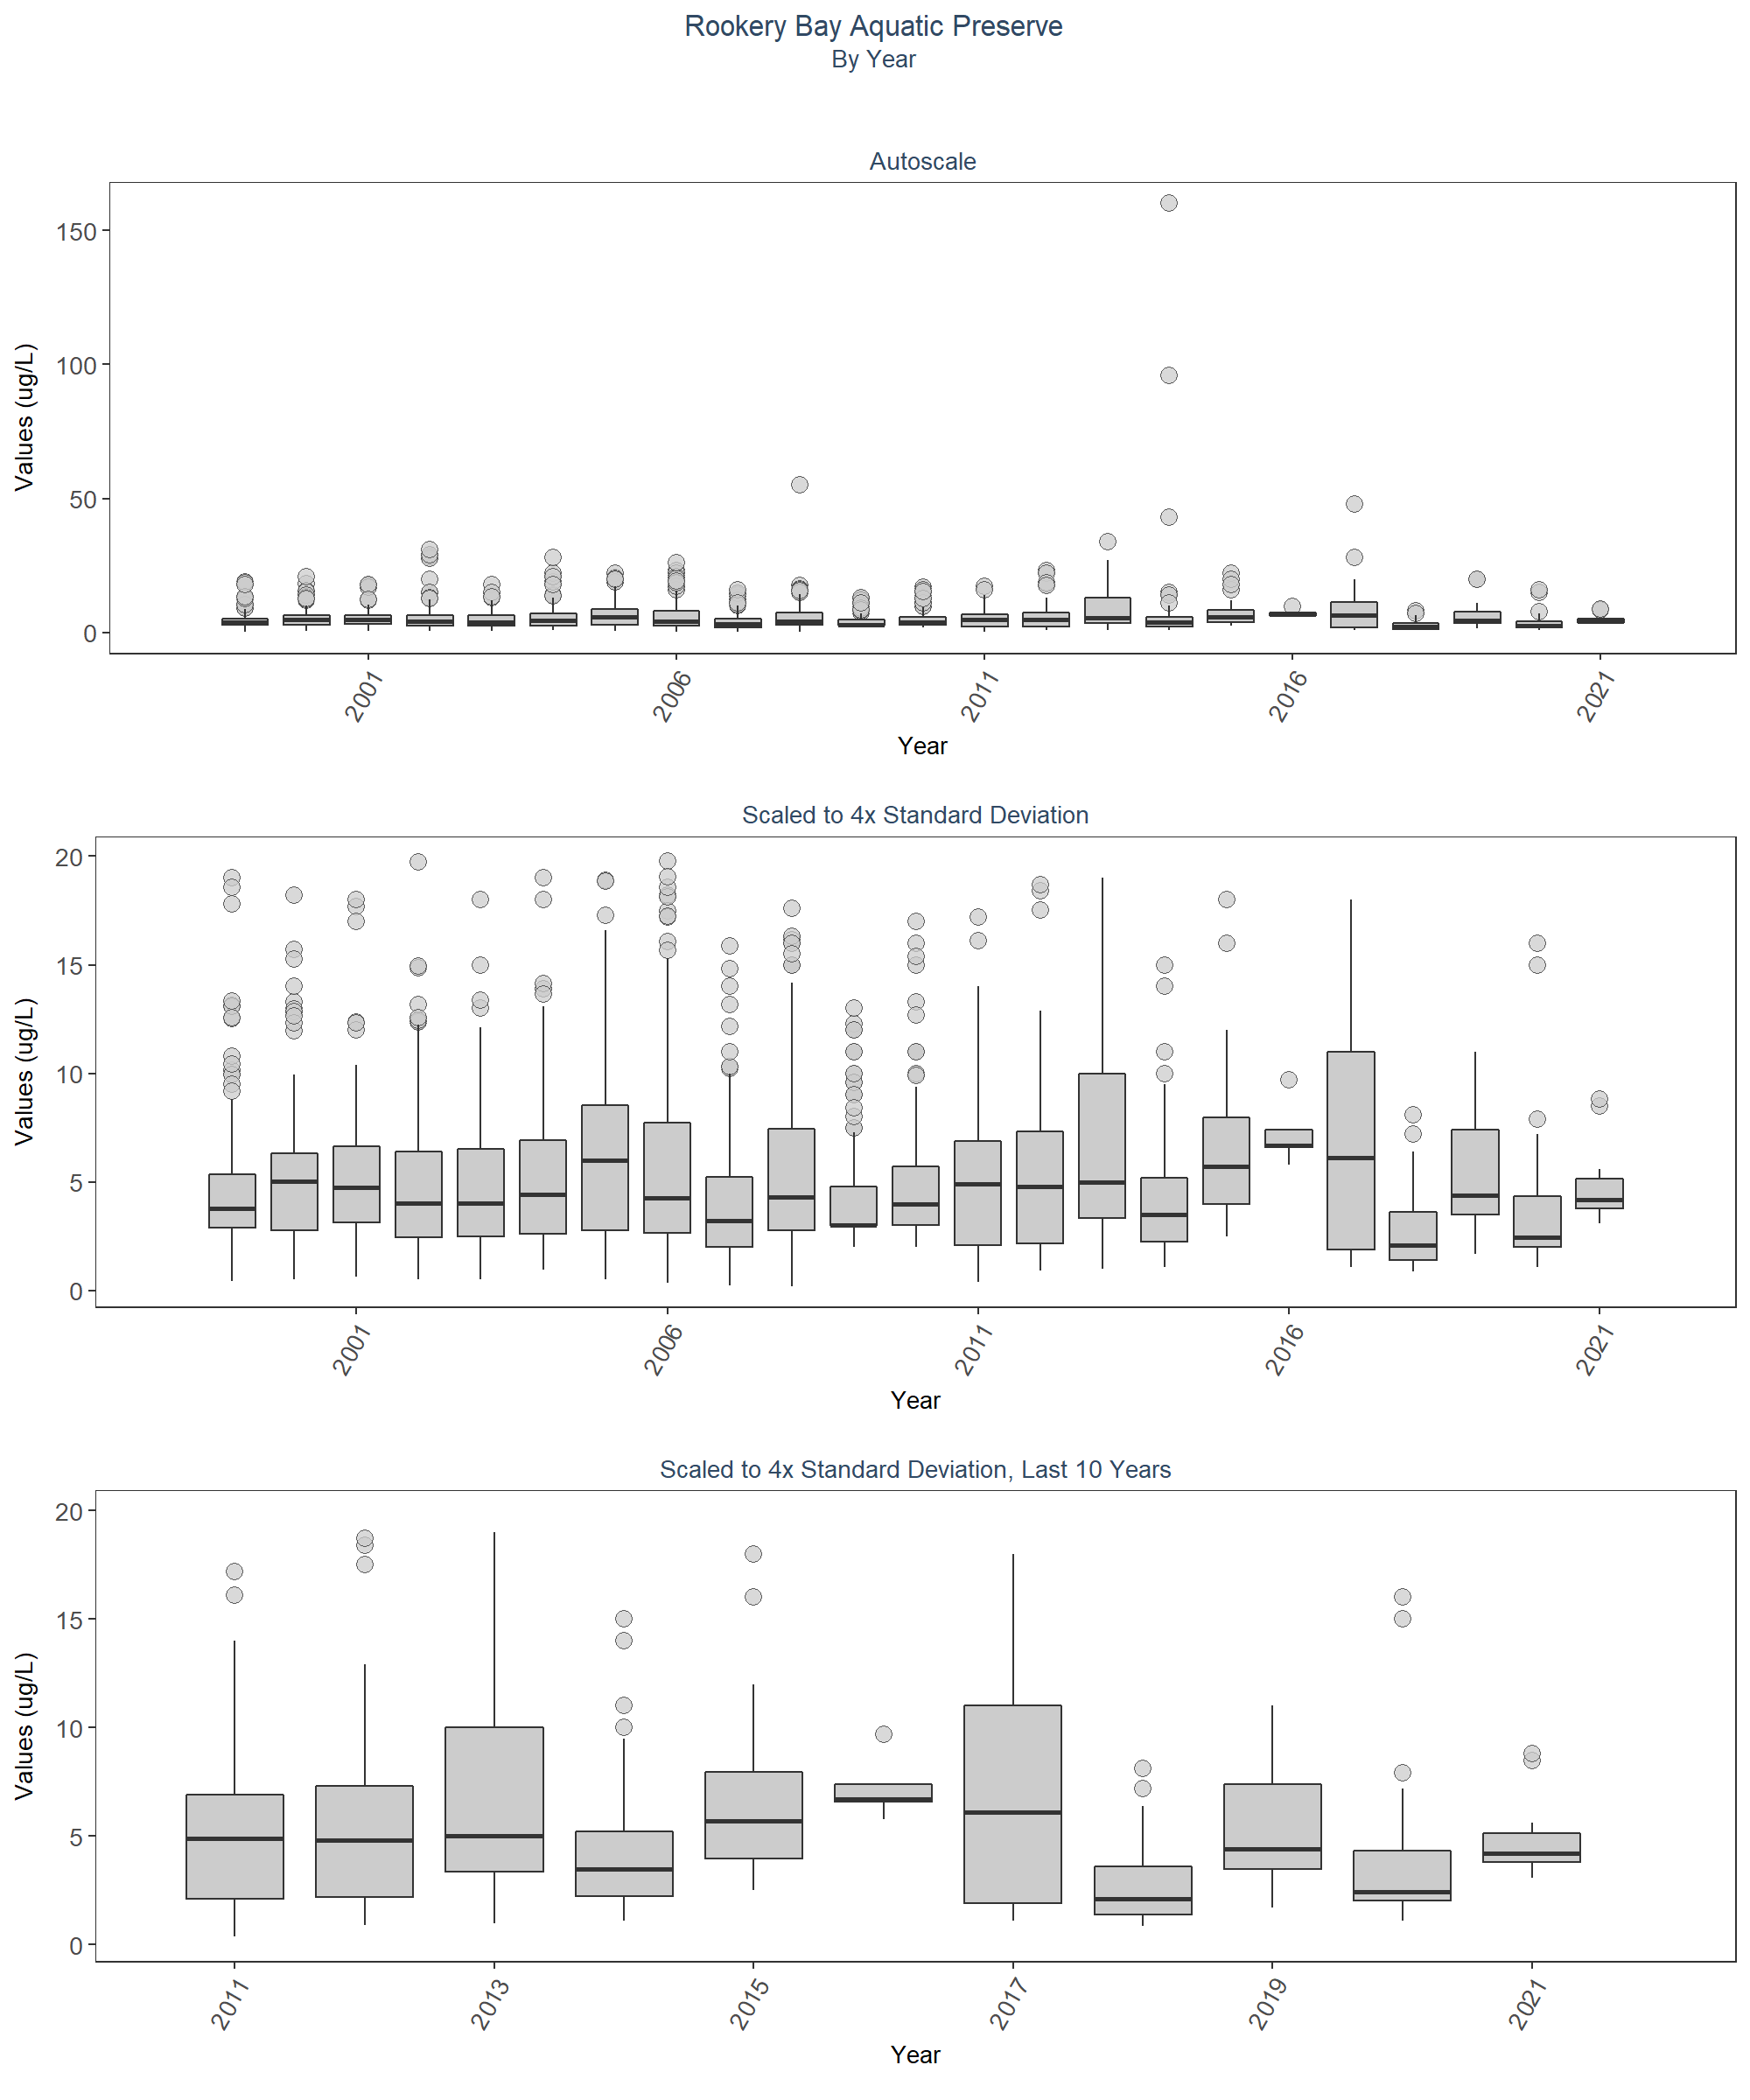 Rookery Bay Aquatic Preserve
By Year
Autoscale
Values (ug/L)
150
100
50
0
2001
2006
2011
2016
2021
Year
Scaled to 4x Standard Deviation
Values (ug/L)
20
15
10
5
0
2001
2006
2011
2016
2021
Year
Scaled to 4x Standard Deviation, Last 10 Years
Values (ug/L)
20
15
10
5
0
2011
2013
2015
2017
2019
2021
Year